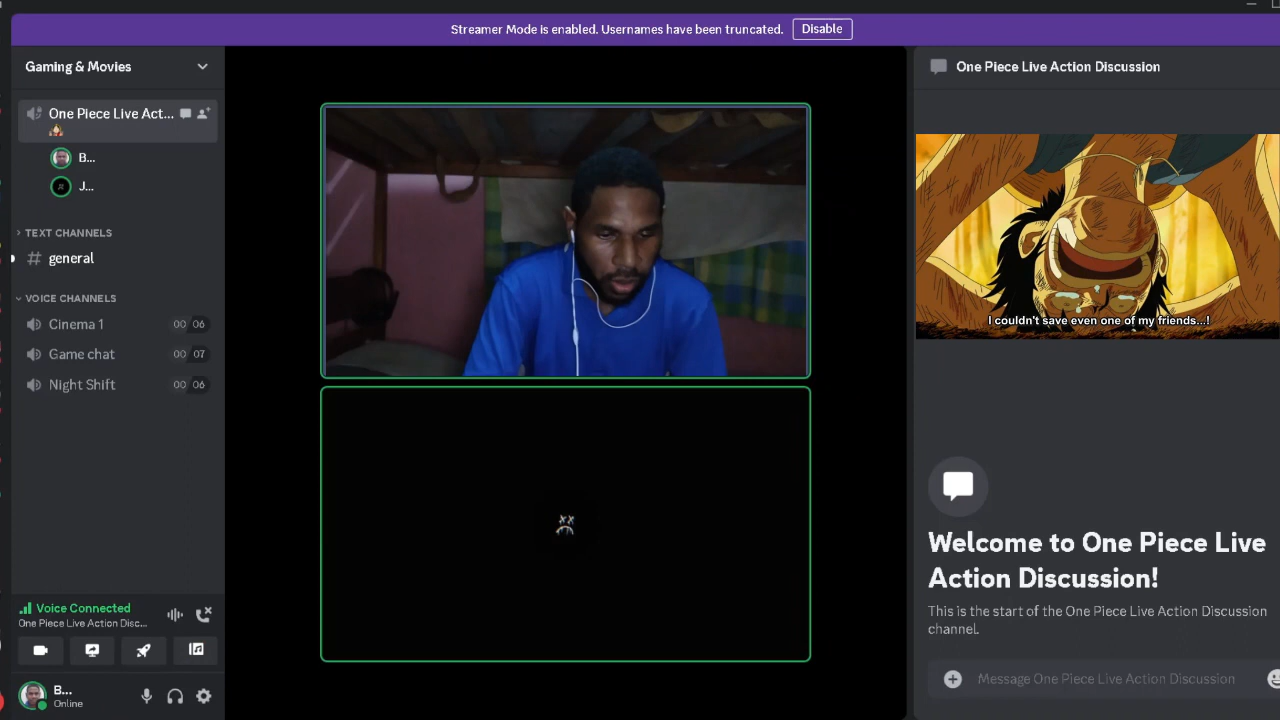 Streamer Mode is enabled. Usernames have been truncated. Disable
Gaming & Movies
One Piece Live Act...
B...
J...
TEXT CHANNELS
# general
VOICE CHANNELS
Cinema 1 00 06
Game chat 00 07
Night Shift 00 06
Voice Connected
One Piece Live Action Disc...
B...
Online
One Piece Live Action Discussion
I couldn't save even one of my friends...!
Welcome to One Piece Live
Action Discussion!
This is the start of the One Piece Live Action Discussion
channel.
Message One Piece Live Action Discussion